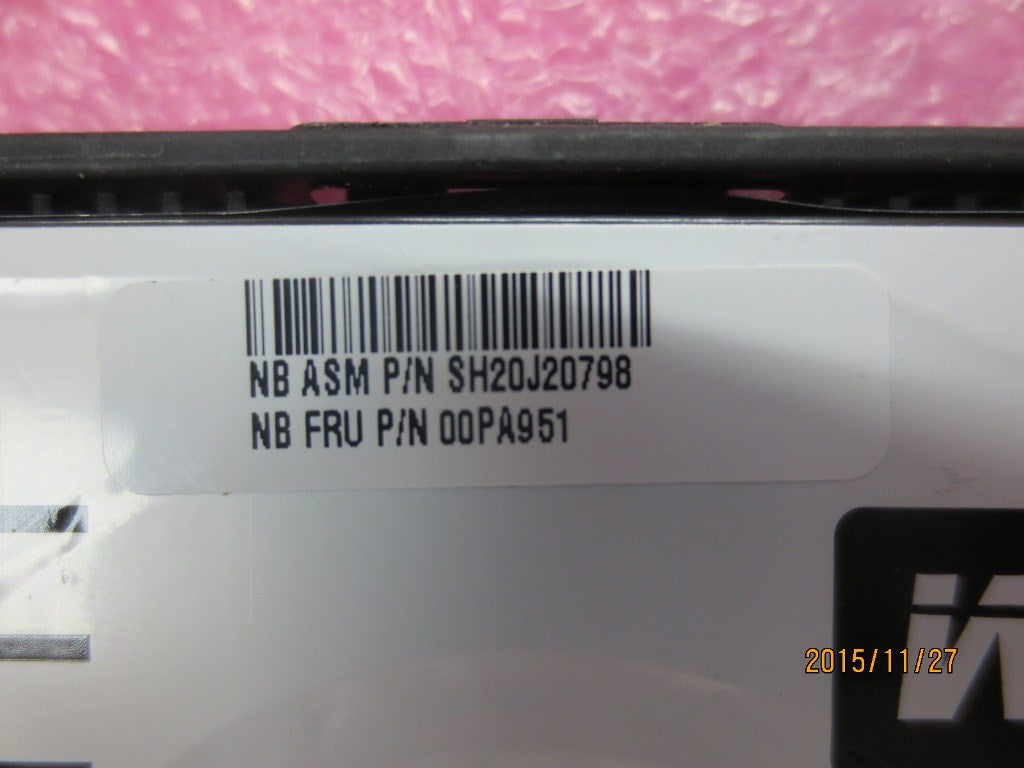 NB ASM P/N SH20J20798
NB FRU P/N 00PA951
2015/11/27